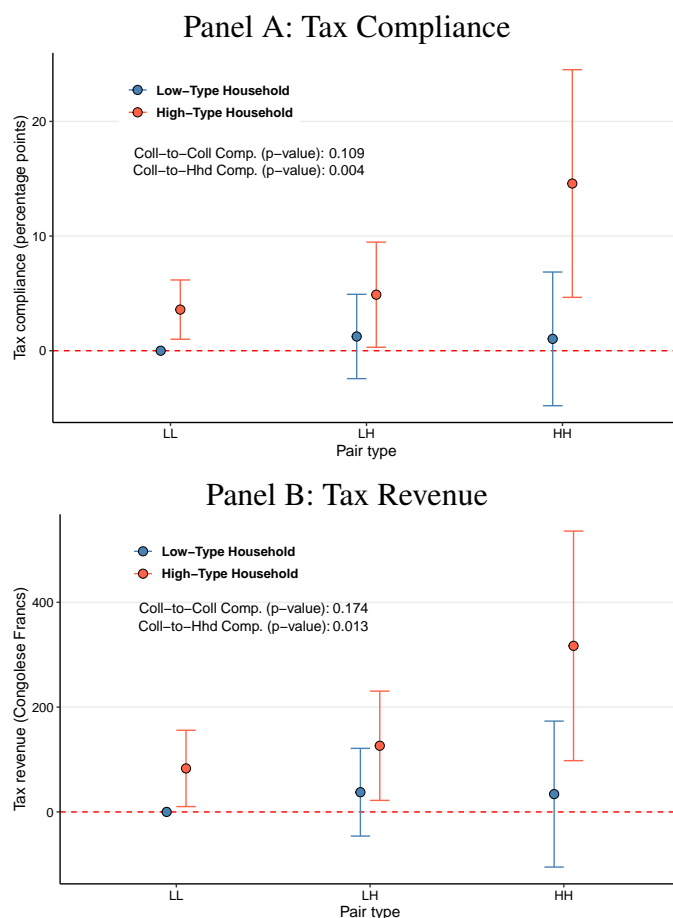 Panel A: Tax Compliance
Low−Type Household
High−Type Household
Coll−to−Coll Comp. (p−value): 0.109
Coll−to−Hhd Comp. (p−value): 0.004
Tax compliance (percentage points)
20
10
0
LL LH HH
Pair type
Panel B: Tax Revenue
Low−Type Household
High−Type Household
Coll−to−Coll Comp. (p−value): 0.174
Coll−to−Hhd Comp. (p−value): 0.013
Tax revenue (Congolese Francs)
400
200
0
LL LH HH
Pair type